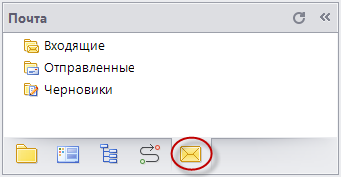 Почта
Входящие
Отправленные
Черновики